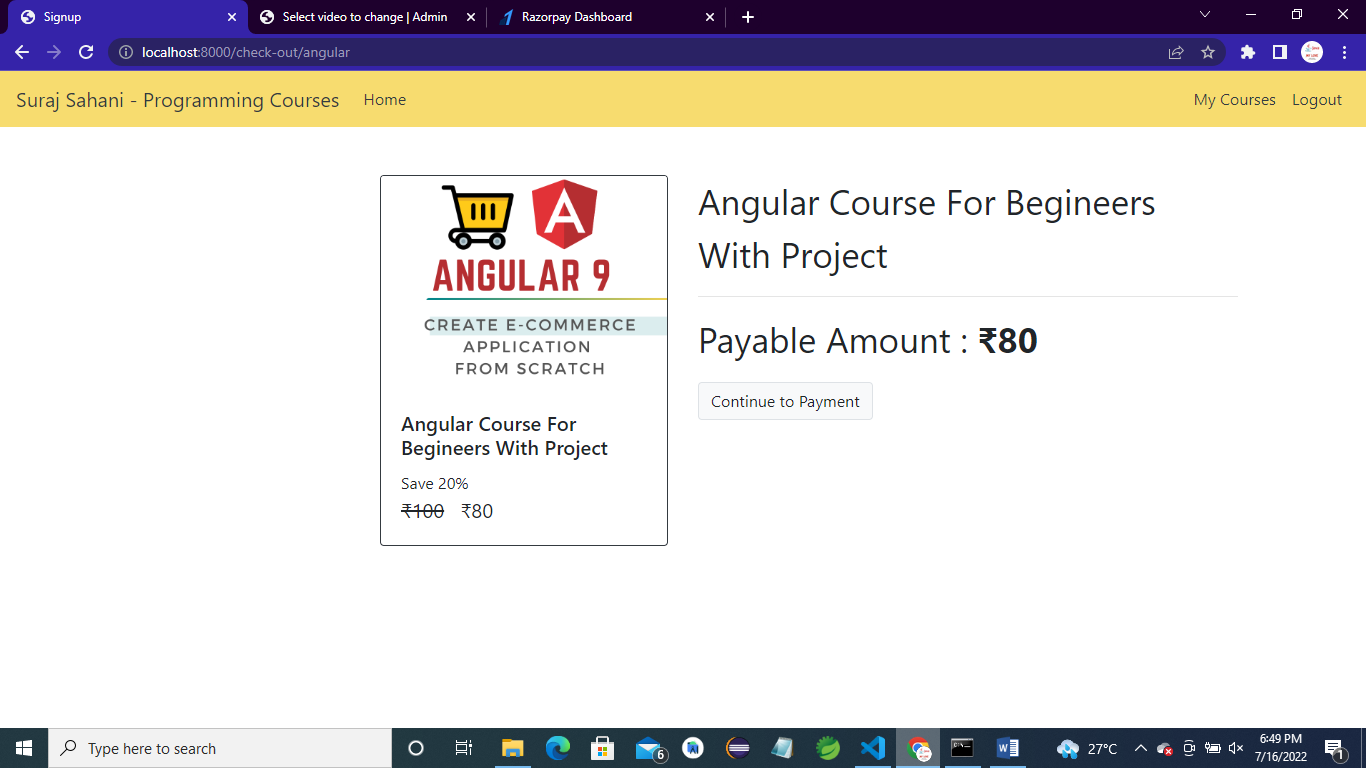 Signup
Select video to change | Admin
Razorpay Dashboard
localhost:8000/check-out/angular
Suraj Sahani - Programming Courses
Home
My Courses
Logout
ANGULAR 9
CREATE E-COMMERCE
APPLICATION
FROM SCRATCH
Angular Course For
Begineers With Project
Save 20%
₹100 ₹80
Angular Course For Begineers
With Project
Payable Amount : ₹80
Continue to Payment
Type here to search
6
27°C
6:49 PM
7/16/2022
1